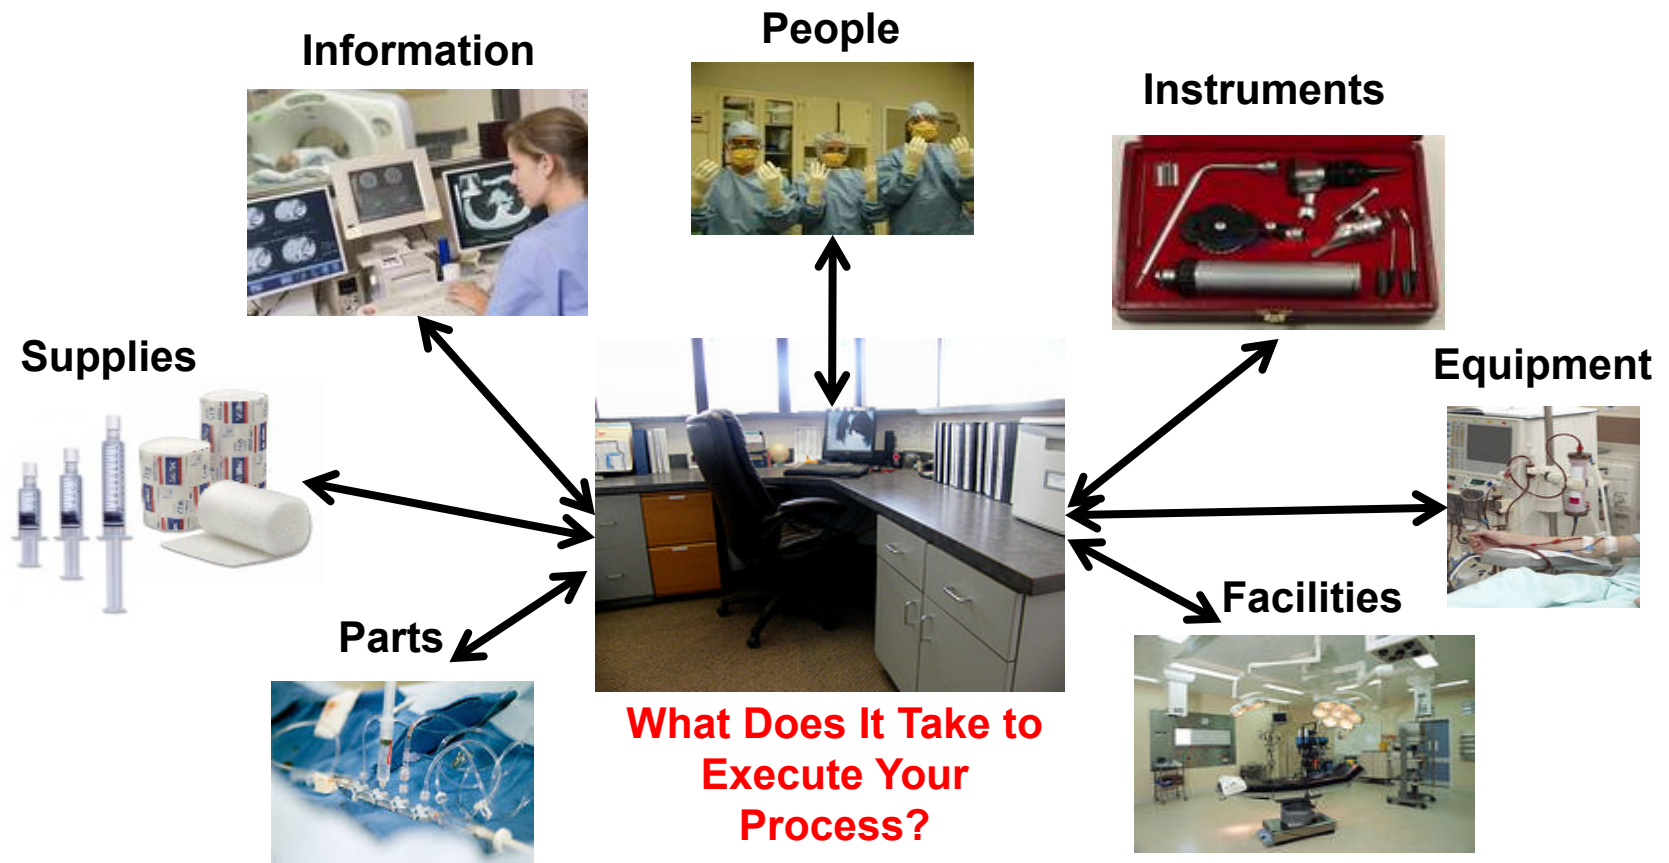 People
Information
Instruments
Supplies
Equipment
Facilities
Parts
What Does It Take to
Execute Your
Process?